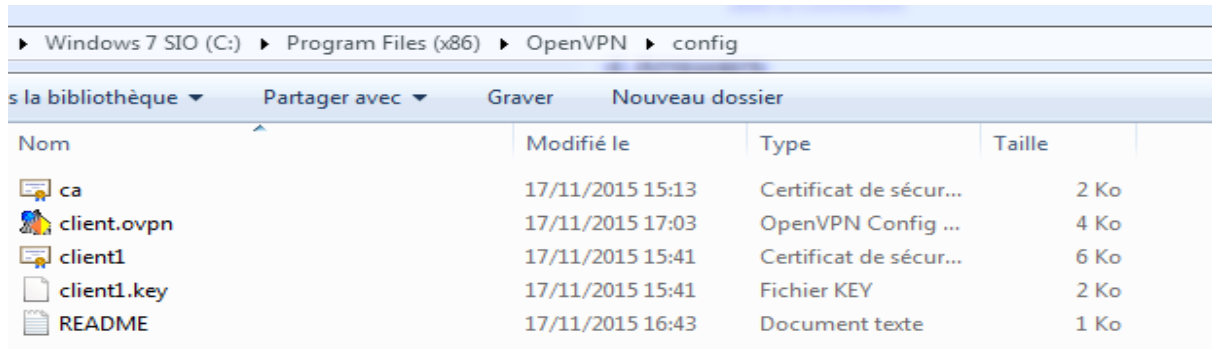 Windows 7 SIO (C:) Program Files (x86) OpenVPN config
s la bibliothèque Partager avec Graver Nouveau dossier
Nom Modifié le Type Taille
ca 17/11/2015 15:13 Certificat de sécur... 2 Ko
client.ovpn 17/11/2015 17:03 OpenVPN Config ... 4 Ko
client1 17/11/2015 15:41 Certificat de sécur... 6 Ko
client1.key 17/11/2015 15:41 Fichier KEY 2 Ko
README 17/11/2015 16:43 Document texte 1 Ko